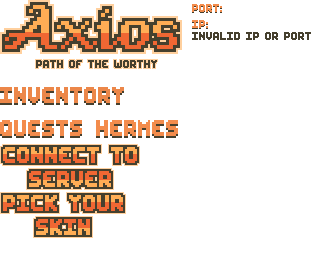 Axios
PATH OF THE WORTHY
PORT:
IP:
INVALID IP OR PORT
INVENTORY
QUESTS HERMES
CONNECT TO
SERVER
PICK YOUR
SKIN